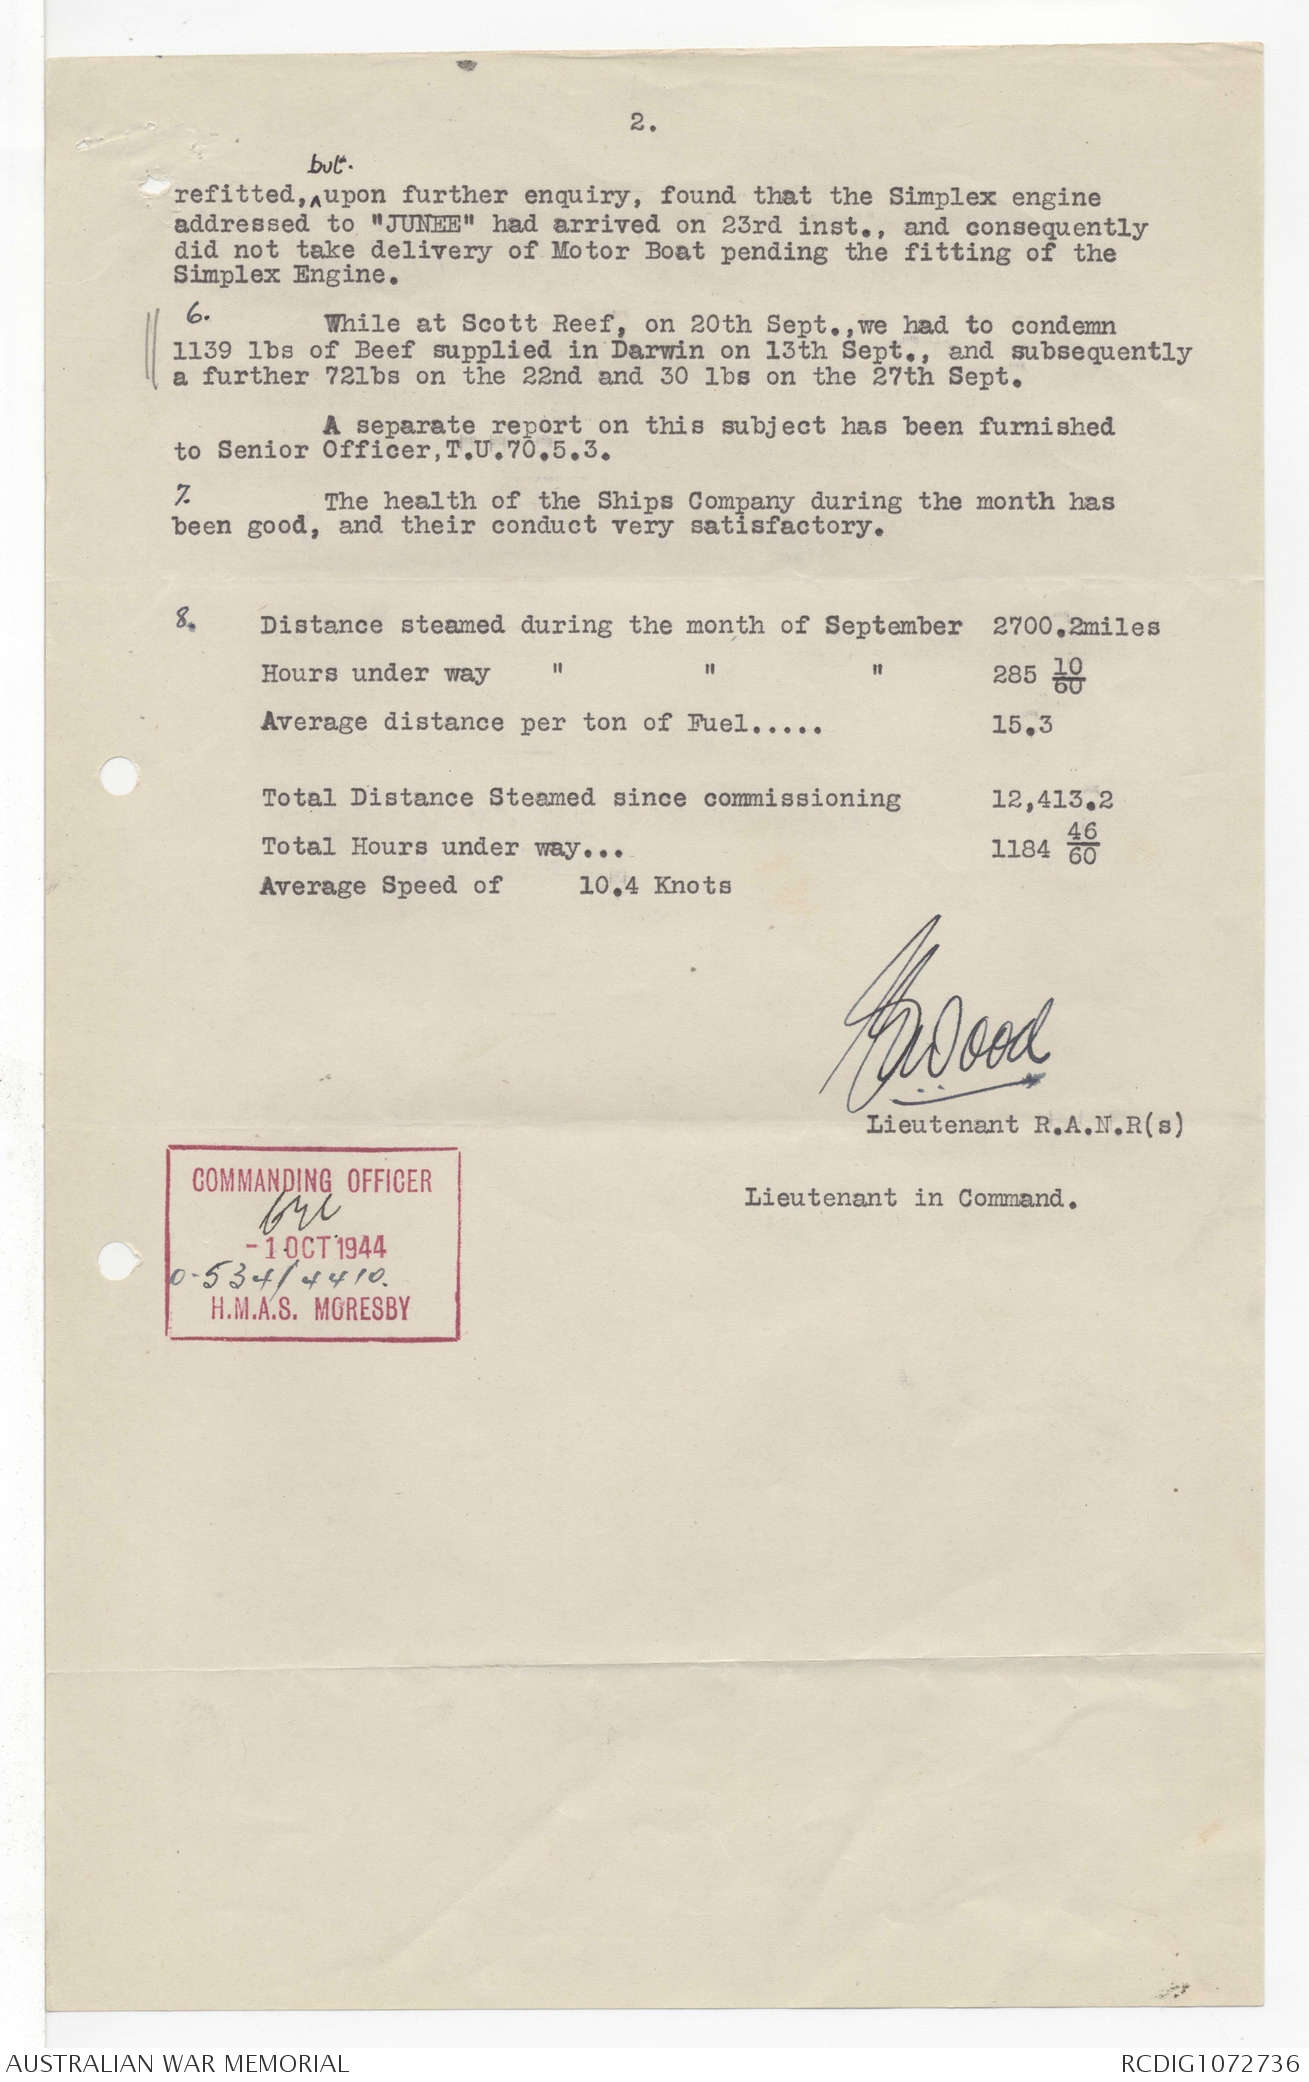 2.
but
refitted,^upon further enquiry, found that the Simplex engine
addressed to "JUNEE" had arrived on 23rd inst., and consequently
did not take delivery of Motor Boat pending the fitting of the
Simplex Engine.
6.
While at Scott Reef, on 20th Sept.,we had to condemn
1139 lbs of Beef supplied in Darwin on 13th Sept., and subsequently
a further 72lbs on the 22nd and 30 lbs on the 27th Sept.
A separate report on this subject has been furnished
to Senior Officer,T.U.70.5.3.
7.
The health of the Ships Company during the month has
been good, and their conduct very satisfactory.
8. Distance steamed during the month of September 2700.2miles
Hours under way " " " 285 10/60
Average distance per ton of Fuel..... 15.3
Total Distance Steamed since commissioning 12,413.2
Total Hours under way... 1184 46/60
Average Speed of 10.4 Knots
Lieutenant R.A.N.R(s)
Lieutenant in Command.
COMMANDING OFFICER
-1 OCT 1944
0-534/4410.
H.M.A.S. MORESBY
AUSTRALIAN WAR MEMORIAL
RCDIG1072736